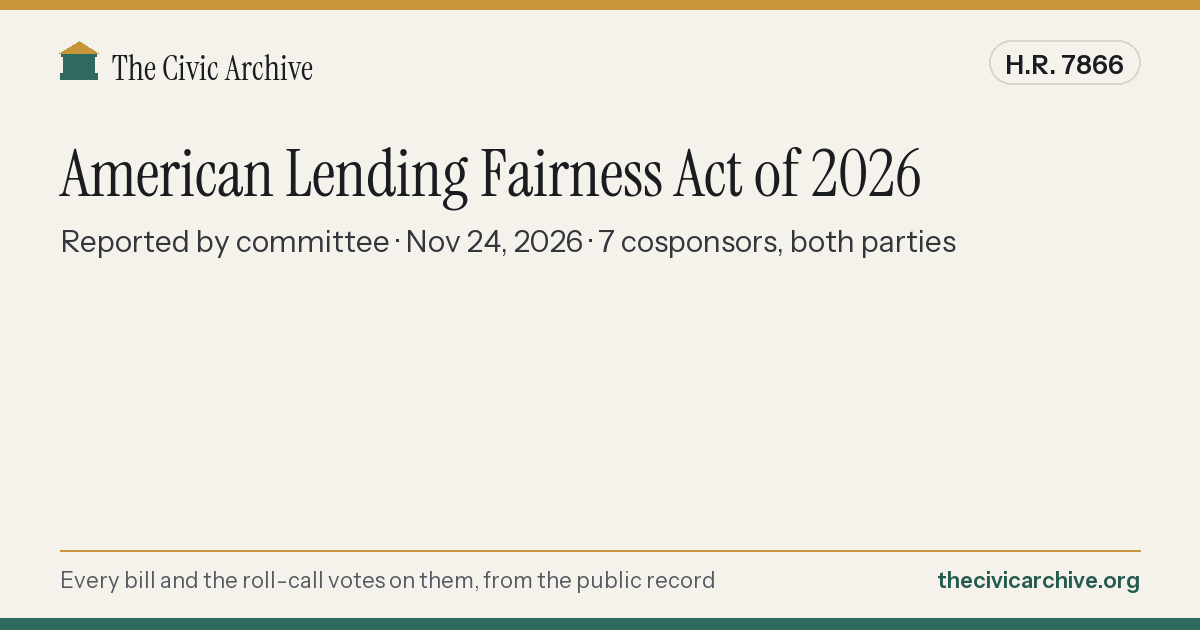 The Civic Archive
H.R. 7866
American Lending Fairness Act of 2026
Reported by committee · Nov 24, 2026 · 7 cosponsors, both parties
Every bill and the roll-call votes on them, from the public record
thecivicarchive.org